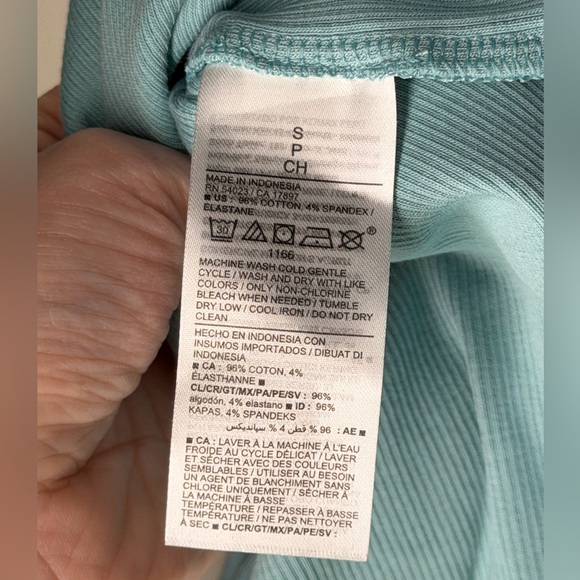 S
P
CH
MADE IN INDONESIA
RN 54023 / CA 17897
■ US : 96% COTTON, 4% SPANDEX /
ELASTANE
30
®
1166
MACHINE WASH COLD GENTLE
CYCLE / WASH AND DRY WITH LIKE
COLORS / ONLY NON-CHLORINE
BLEACH WHEN NEEDED / TUMBLE
DRY LOW / COOL IRON / DO NOT DRY
CLEAN
HECHO EN INDONESIA CON
INSUMOS IMPORTADOS / DIBUAT DI
INDONESIA
■ CA : 96% COTON, 4%
ÉLASTHANNE ■
CL/CR/GT/MX/PA/PE/SV : 96%
algodón, 4% elastano ■ ID : 96%
KAPAS, 4% SPANDEKS
■ AE : 96 % قطن 4 % سباندیکس
■ CA : LAVER À LA MACHINE À L'EAU
FROIDE AU CYCLE DÉLICAT / LAVER
ET SÉCHER AVEC DES COULEURS
SEMBLABLES / UTILISER AU BESOIN
UN AGENT DE BLANCHIMENT SANS
CHLORE UNIQUEMENT / SÉCHER À
LA MACHINE À BASSE
TEMPÉRATURE / REPASSER À BASSE
TEMPÉRATURE / NE PAS NETTOYER
À SEC ■ CL/CR/GT/MX/PA/PE/SV :